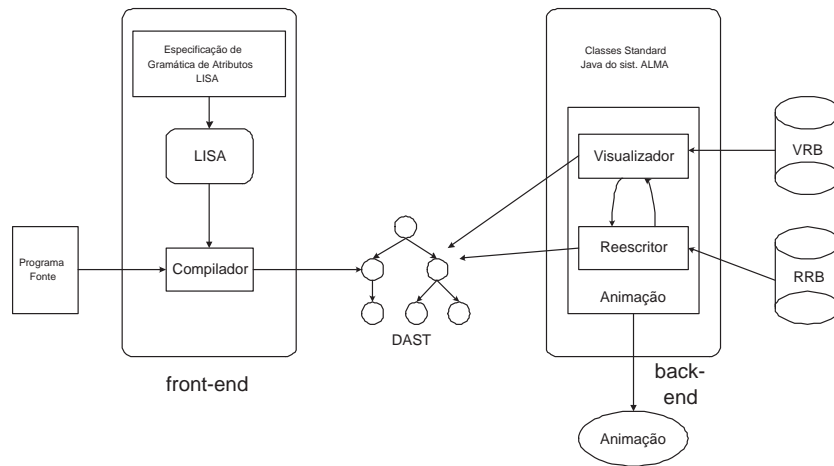 Especificação de
Gramática de Atributos
LISA
LISA
Programa
Fonte
Compilador
front-end
DAST
Classes Standard
Java do sist. ALMA
Visualizador
Reescritor
Animação
back-
end
Animação
VRB
RRB